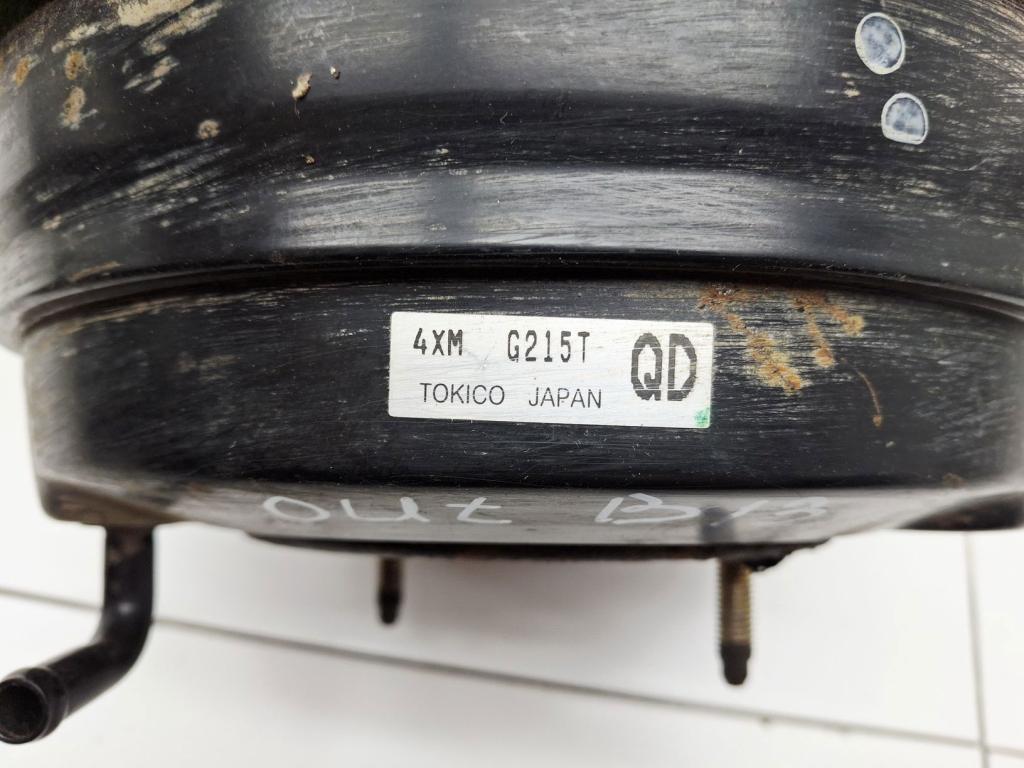 4XM G215T QD
TOKICO JAPAN
out B13